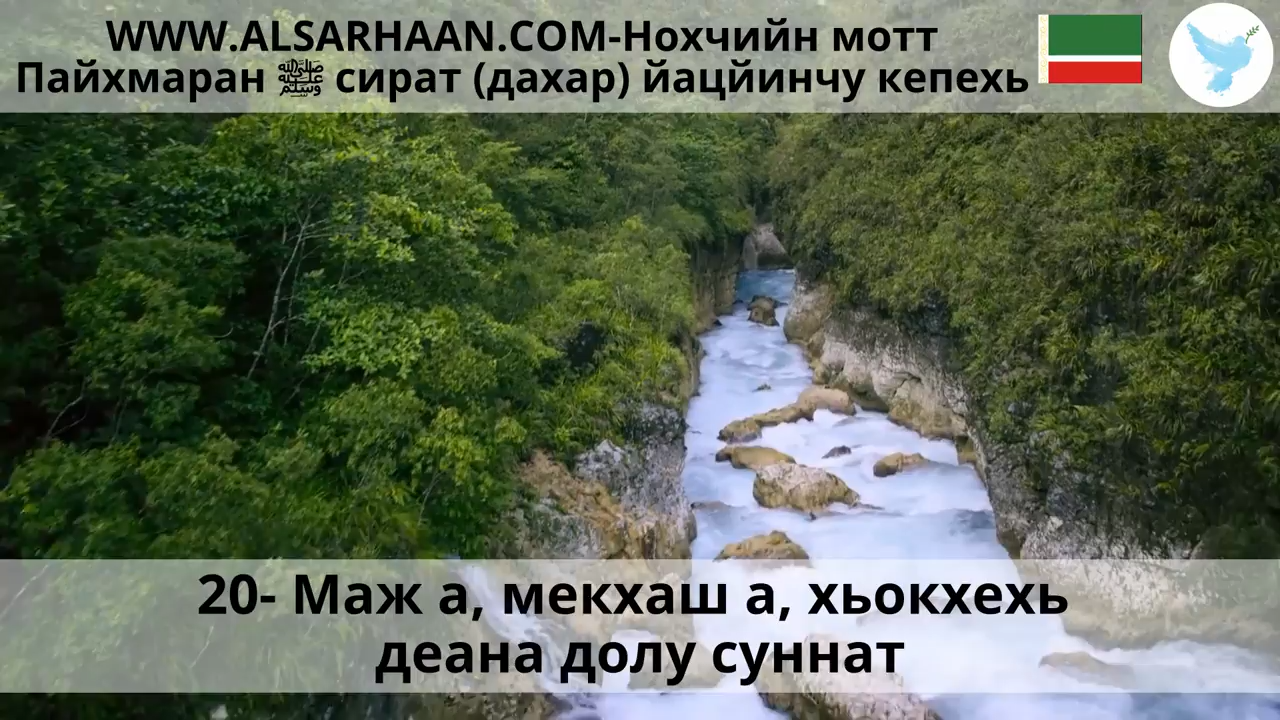 WWW.ALSARHAAN.COM-Нохчийн мотт
Пайхмаран ﷺ сират (дахар) йацйинчу кепехь
20- Маж а, мекхаш а, хьокхехь
деана долу суннат